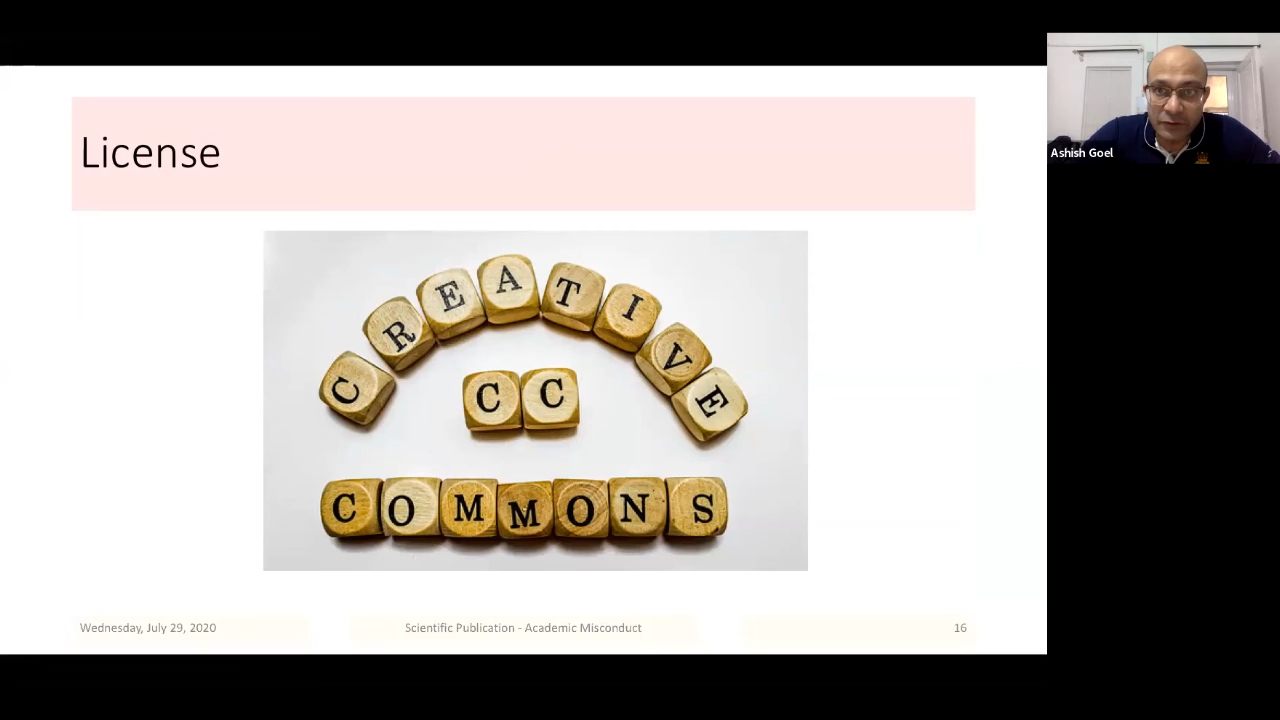 License
CREATIVE
CC
COMMONS
Wednesday, July 29, 2020
Scientific Publication - Academic Misconduct
16
Ashish Goel